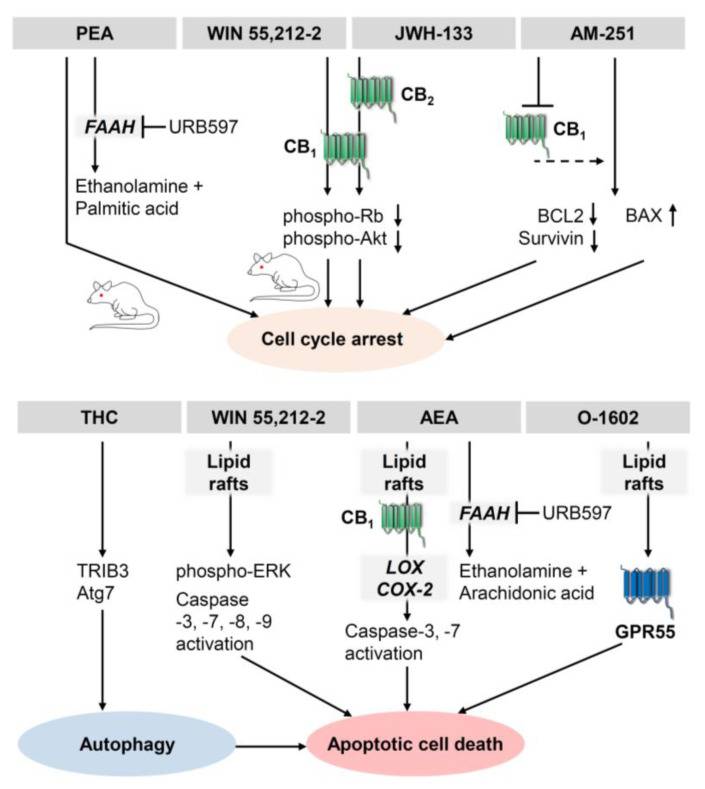 PEA
WIN 55,212-2
JWH-133
AM-251
CB2
FAAH
URB597
CB1
CB1
Ethanolamine +
Palmitic acid
phospho-Rb
phospho-Akt
BCL2
Survivin
BAX
Cell cycle arrest
THC
WIN 55,212-2
AEA
O-1602
Lipid
rafts
Lipid
rafts
Lipid
rafts
CB1
FAAH
URB597
TRIB3
Atg7
phospho-ERK
Caspase
-3, -7, -8, -9
activation
LOX
COX-2
Caspase-3, -7
activation
Ethanolamine +
Arachidonic acid
GPR55
Autophagy
Apoptotic cell death